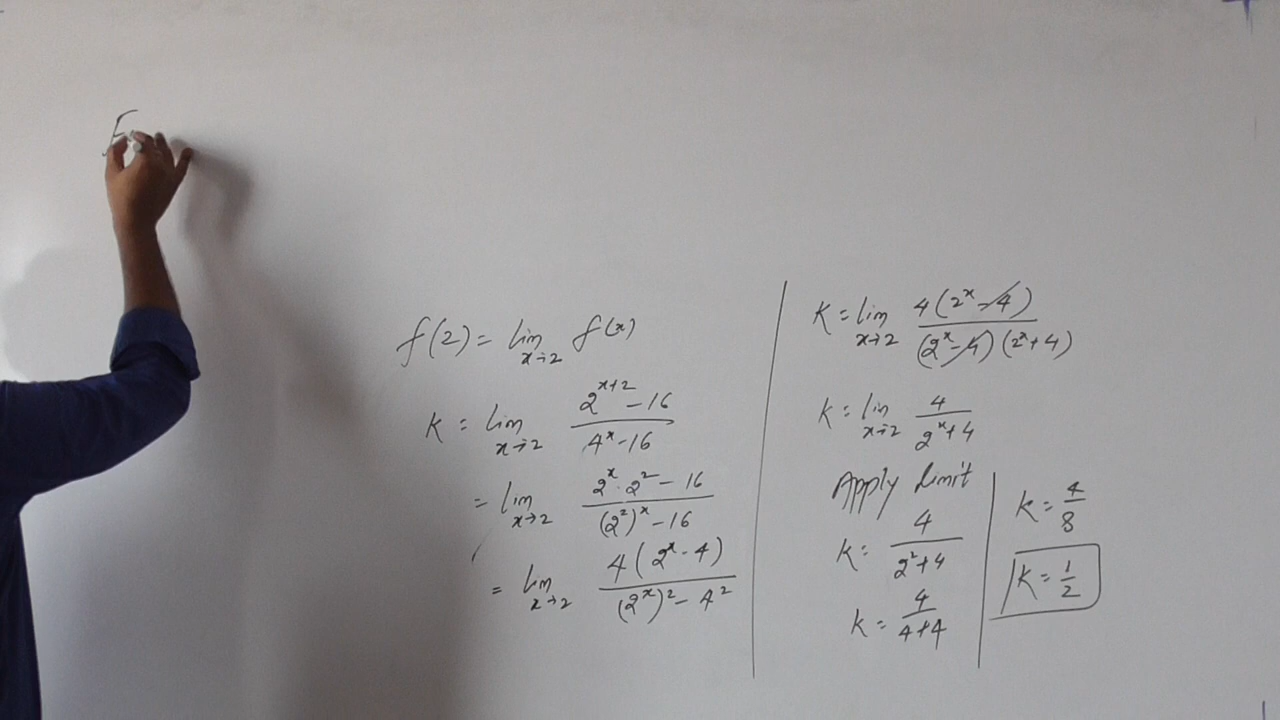 F
f(2) = lim x→2 f(x)
K = lim x→2 (2^(x+2) - 16)/(4^x - 16)
= lim x→2 (2^x · 2^2 - 16)/((2^2)^x - 16)
= lim x→2 4(2^x - 4)/((2^x)^2 - 4^2)
K = lim x→2 4(2^x - 4)/((2^x - 4)(2^x + 4))
K = lim x→2 4/(2^x + 4)
Apply Limit
K = 4/(2^2 + 4)
K = 4/(4 + 4)
K = 4/8
K = 1/2